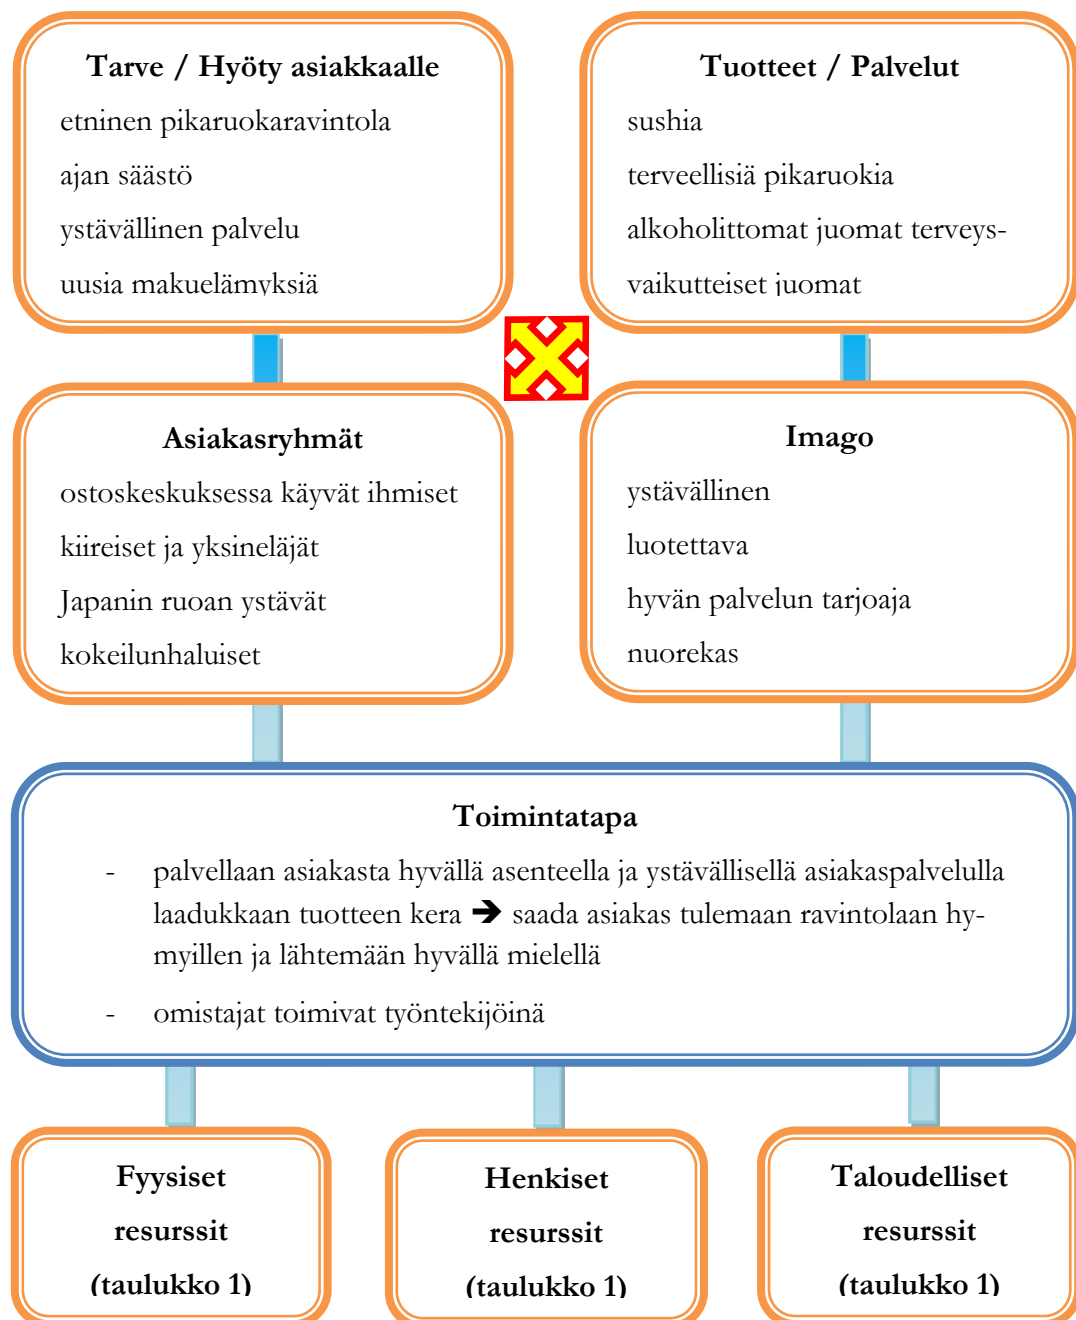 Tarve / Hyöty asiakkaalle
etninen pikaruokaravintola
ajan säästö
ystävällinen palvelu
uusia makuelämyksiä
Tuotteet / Palvelut
sushia
terveellisiä pikaruokia
alkoholittomat juomat terveys-
vaikutteiset juomat
Asiakasryhmät
ostoskeskuksessa käyvät ihmiset
kiireiset ja yksineläjät
Japanin ruoan ystävät
kokeilunhaluiset
Imago
ystävällinen
luotettava
hyvän palvelun tarjoaja
nuorekas
Toimintatapa
- palvellaan asiakasta hyvällä asenteella ja ystävällisellä asiakaspalvelulla
laadukkaan tuotteen kera ➔ saada asiakas tulemaan ravintolaan hy-
myillen ja lähtemään hyvällä mielellä
- omistajat toimivat työntekijöinä
Fyysiset
resurssit
(taulukko 1)
Henkiset
resurssit
(taulukko 1)
Taloudelliset
resurssit
(taulukko 1)